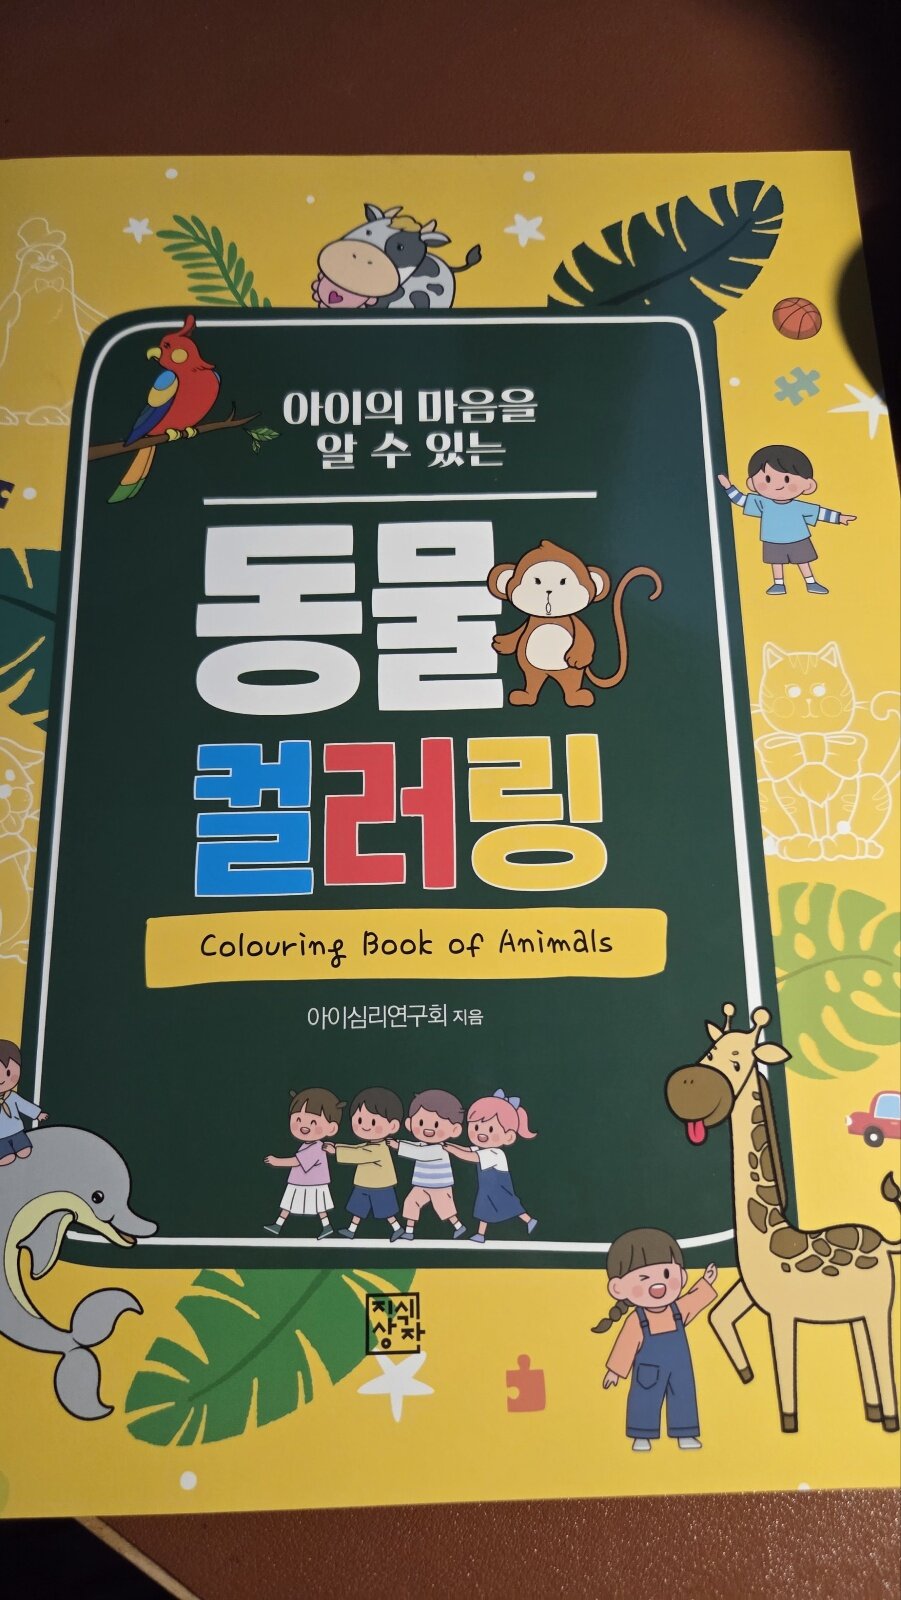 아이의 마음을
알 수 있는
동물
컬러링
Colouring Book of Animals
아이심리연구회 지음
지식
상자